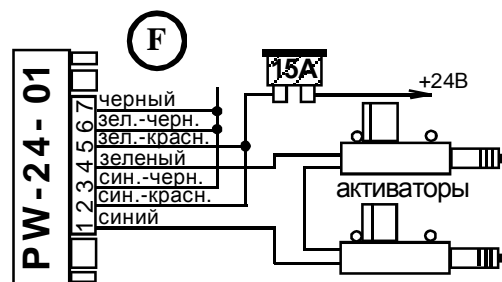 F
15A
+24В
PW-24-01
7 черный
6 зел.-черн.
5 зел.-красн.
4 зеленый
3 син.-черн.
2 син.-красн.
1 синий
активаторы